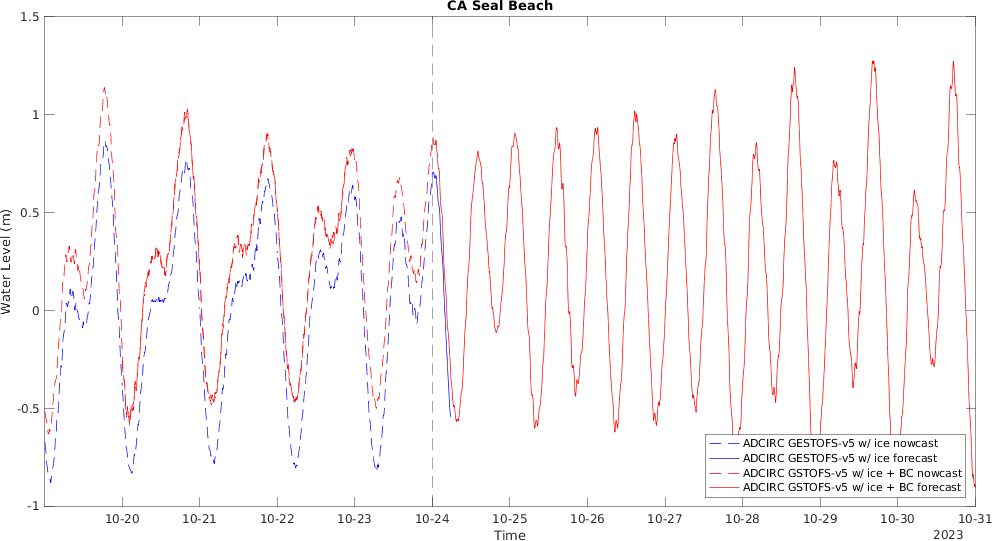 CA Seal Beach
1.5
1
0.5
0
-0.5
-1
Water Level (m)
10-20 10-21 10-22 10-23 10-24 10-25 10-26 10-27 10-28 10-29 10-30 10-31
Time
2023
ADCIRC GESTOFS-v5 w/ ice nowcast
ADCIRC GESTOFS-v5 w/ ice forecast
ADCIRC GSTOFS-v5 w/ ice + BC nowcast
ADCIRC GSTOFS-v5 w/ ice + BC forecast